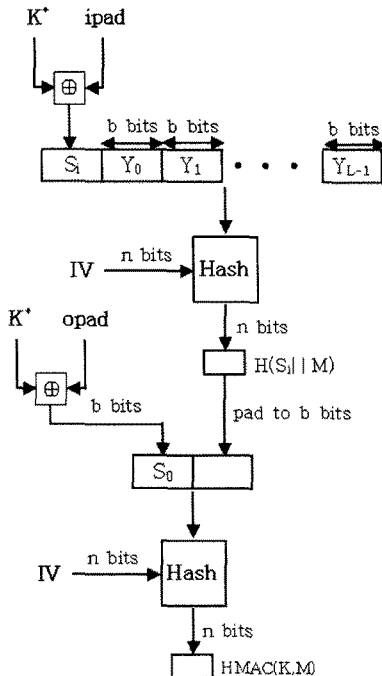 K⁺ ipad
⊕
b bits b bits b bits
Sᵢ Y₀ Y₁ • • • Y_L-1
n bits
IV Hash
K⁺ opad
n bits
H(Sᵢ||M)
⊕
b bits
pad to b bits
S₀
n bits
IV Hash
n bits
HMAC(K,M)